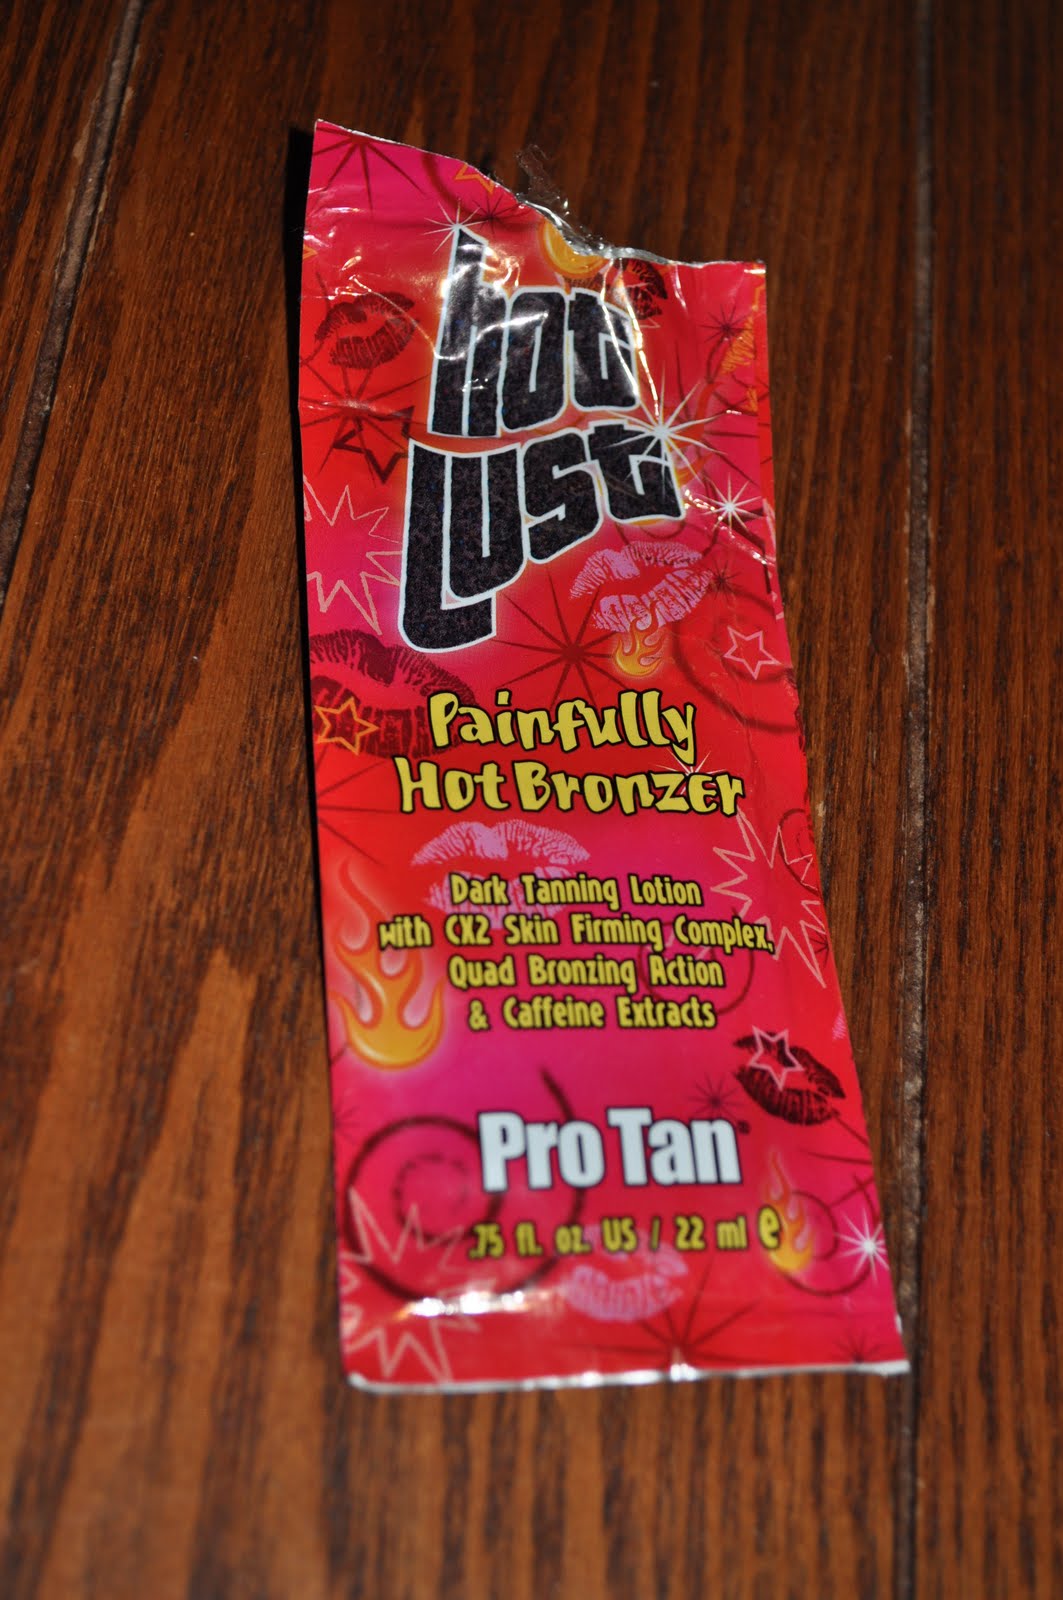 hot
Lust
Painfully
Hot Bronzer
Dark Tanning Lotion
with CX2 Skin Firming Complex,
Quad Bronzing Action
& Caffeine Extracts
Pro Tan™
.75 fl. oz. US / 22 ml e